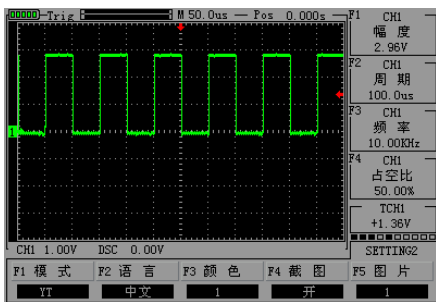 Trig M 50.0us — Pos 0.000s
F1 CH1
幅 度
2.96V
F2 CH1
周 期
100.0us
F3 CH1
频 率
10.00KHz
F4 CH1
占空比
50.00%
TCH1
+1.36V
1
CH1 1.00V DSC 0.00V
SETTING2
F1 模 式 F2 语 言 F3 颜 色 F4 截 图 F5 图 片
YT 中文 1 开 1